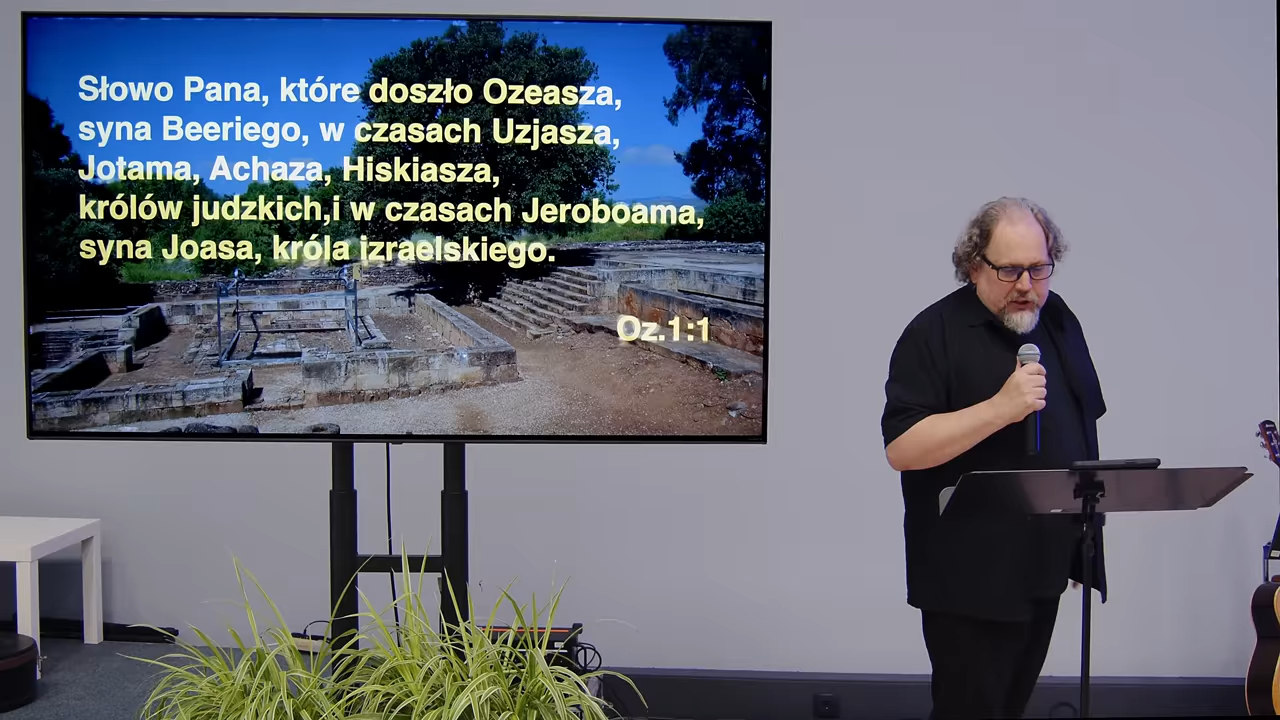 Słowo Pana, które doszło Ozeasza,
syna Beeriego, w czasach Uzjasza,
Jotama, Achaza, Hiskiasza,
królów judzkich,i w czasach Jeroboama,
syna Joasa, króla izraelskiego.
Oz.1:1